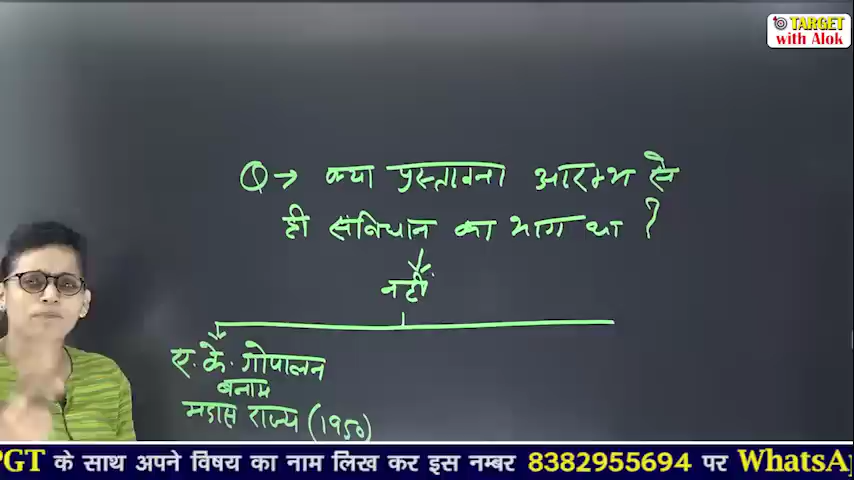 TARGET
with Alok
Q → क्या प्रस्तावना आरम्भ से
ही संविधान का भाग था ?
नहीं
ए. के. गोपालन
बनाम
मद्रास राज्य (1950)
PGT के साथ अपने विषय का नाम लिख कर इस नम्बर 8382955694 पर WhatsA